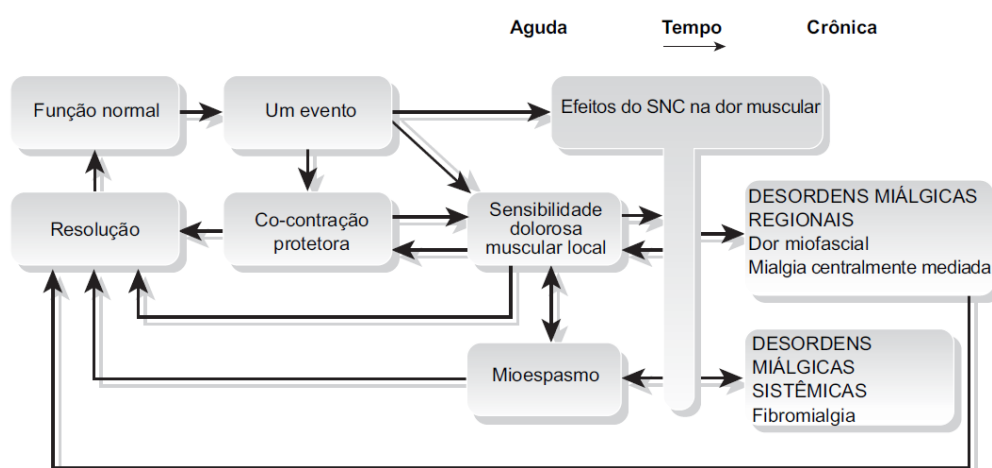 Aguda
Tempo
Crônica
Função normal
Um evento
Efeitos do SNC na dor muscular
Resolução
Co-contração
protetora
Sensibilidade
dolorosa
muscular local
DESORDENS MIÁLGICAS
REGIONAIS
Dor miofascial
Mialgia centralmente mediada
Mioespasmo
DESORDENS
MIÁLGICAS
SISTÊMICAS
Fibromialgia